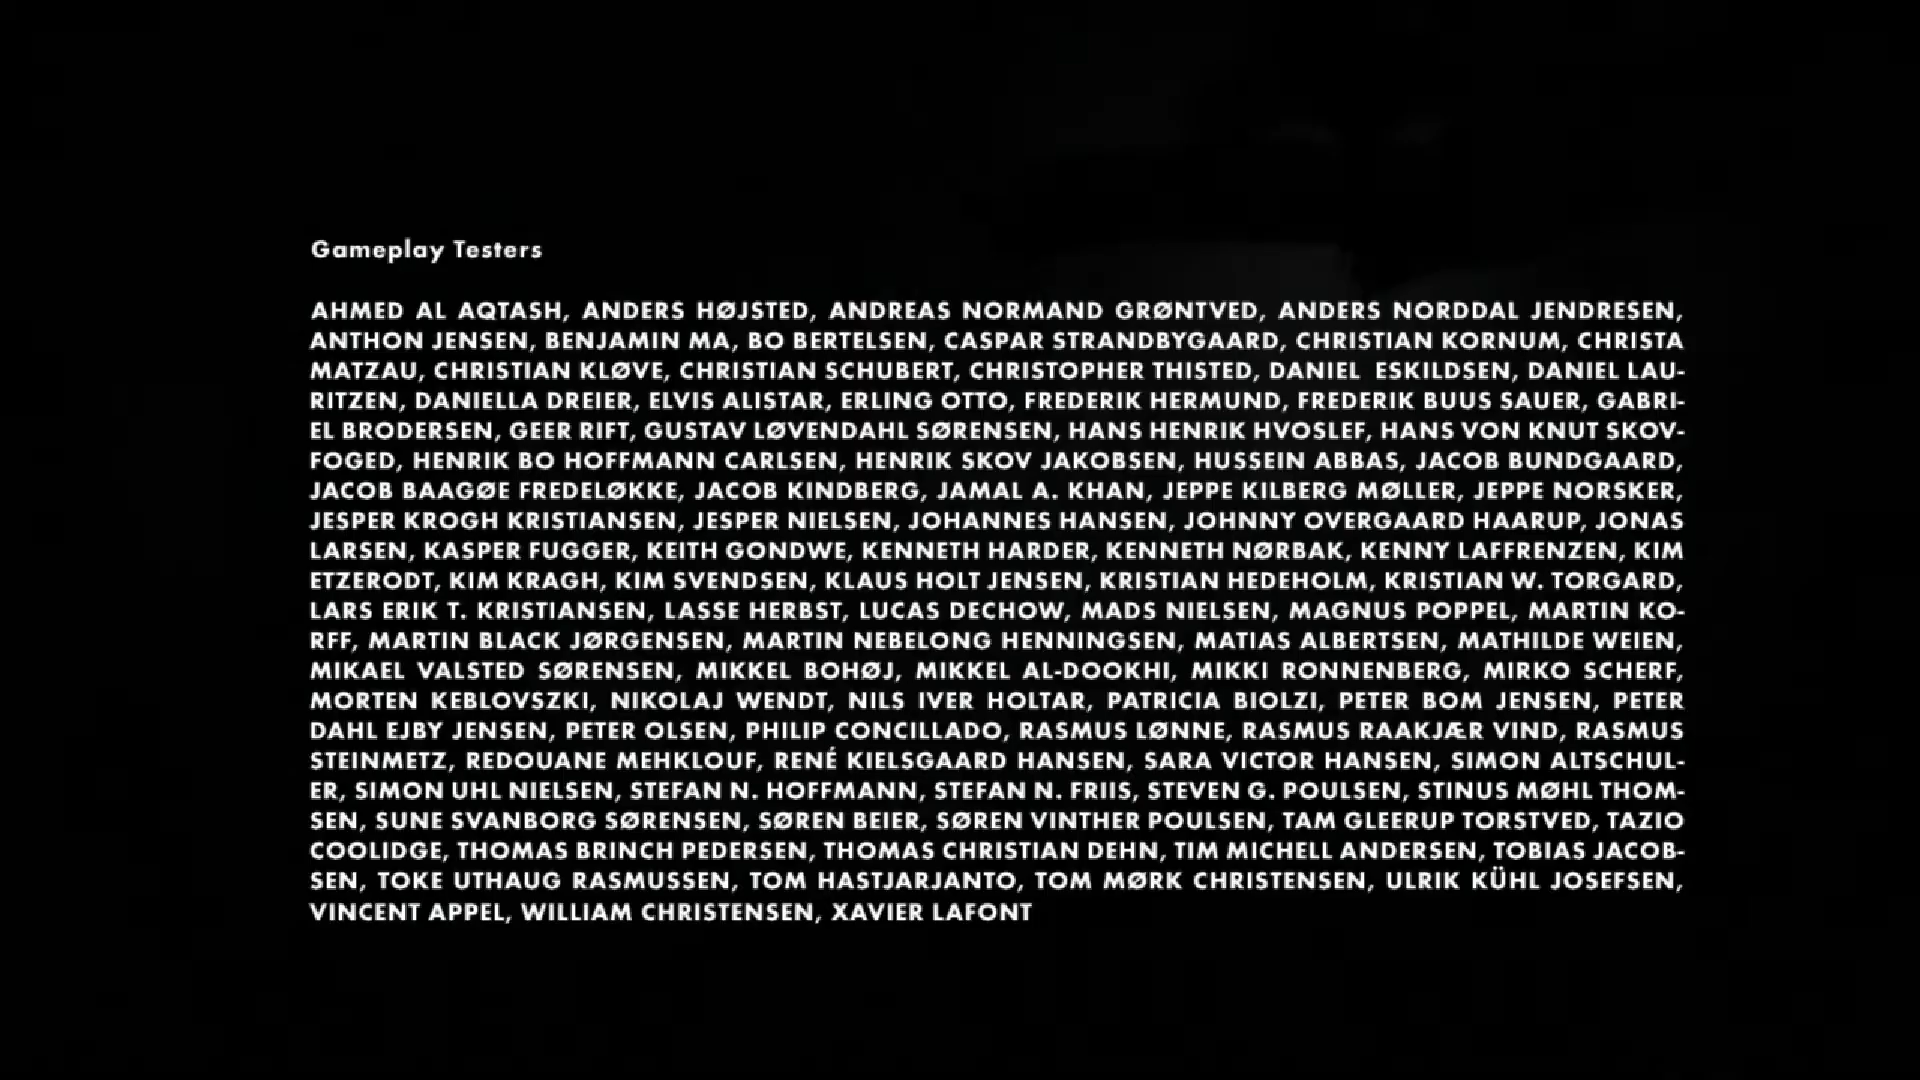 Gameplay Testers
AHMED AL AQTASH, ANDERS HØJSTED, ANDREAS NORMAND GRØNTVED, ANDERS NORDDAL JENDRESEN,
ANTHON JENSEN, BENJAMIN MA, BO BERTELSEN, CASPAR STRANDBYGAARD, CHRISTIAN KORNUM, CHRISTA
MATZAU, CHRISTIAN KLØVE, CHRISTIAN SCHUBERT, CHRISTOPHER THISTED, DANIEL ESKILDSEN, DANIEL LAU-
RITZEN, DANIELLA DREIER, ELVIS ALISTAR, ERLING OTTO, FREDERIK HERMUND, FREDERIK BUUS SAUER, GABRI-
EL BRODERSEN, GEER RIFT, GUSTAV LØVENDAHL SØRENSEN, HANS HENRIK HVOSLEF, HANS VON KNUT SKOV-
FOGED, HENRIK BO HOFFMANN CARLSEN, HENRIK SKOV JAKOBSEN, HUSSEIN ABBAS, JACOB BUNDGAARD,
JACOB BAAGØE FREDELØKKE, JACOB KINDBERG, JAMAL A. KHAN, JEPPE KILBERG MØLLER, JEPPE NORSKER,
JESPER KROGH KRISTIANSEN, JESPER NIELSEN, JOHANNES HANSEN, JOHNNY OVERGAARD HAARUP, JONAS
LARSEN, KASPER FUGGER, KEITH GONDWE, KENNETH HARDER, KENNETH NØRBAK, KENNY LAFFRENZEN, KIM
ETZERODT, KIM KRAGH, KIM SVENDSEN, KLAUS HOLT JENSEN, KRISTIAN HEDEHOLM, KRISTIAN W. TORGARD,
LARS ERIK T. KRISTIANSEN, LASSE HERBST, LUCAS DECHOW, MADS NIELSEN, MAGNUS POPPEL, MARTIN KO-
RFF, MARTIN BLACK JØRGENSEN, MARTIN NEBELONG HENNINGSEN, MATIAS ALBERTSEN, MATHILDE WEIEN,
MIKAEL VALSTED SØRENSEN, MIKKEL BOHØJ, MIKKEL AL-DOOKHI, MIKKI RONNENBERG, MIRKO SCHERF,
MORTEN KEBLOVSZKI, NIKOLAJ WENDT, NILS IVER HOLTAR, PATRICIA BIOLZI, PETER BOM JENSEN, PETER
DAHL EJBY JENSEN, PETER OLSEN, PHILIP CONCILLADO, RASMUS LØNNE, RASMUS RAAKJÆR VIND, RASMUS
STEINMETZ, REDOUANE MEHKLOUF, RENÉ KIELSGAARD HANSEN, SARA VICTOR HANSEN, SIMON ALTSCHUL-
ER, SIMON UHL NIELSEN, STEFAN N. HOFFMANN, STEFAN N. FRIIS, STEVEN G. POULSEN, STINUS MØHL THOM-
SEN, SUNE SVANBORG SØRENSEN, SØREN BEIER, SØREN VINTHER POULSEN, TAM GLEERUP TORSTVED, TAZIO
COOLIDGE, THOMAS BRINCH PEDERSEN, THOMAS CHRISTIAN DEHN, TIM MICHELL ANDERSEN, TOBIAS JACOB-
SEN, TOKE UTHAUG RASMUSSEN, TOM HASTJARJANTO, TOM MØRK CHRISTENSEN, ULRIK KÜHL JOSEFSEN,
VINCENT APPEL, WILLIAM CHRISTENSEN, XAVIER LAFONT